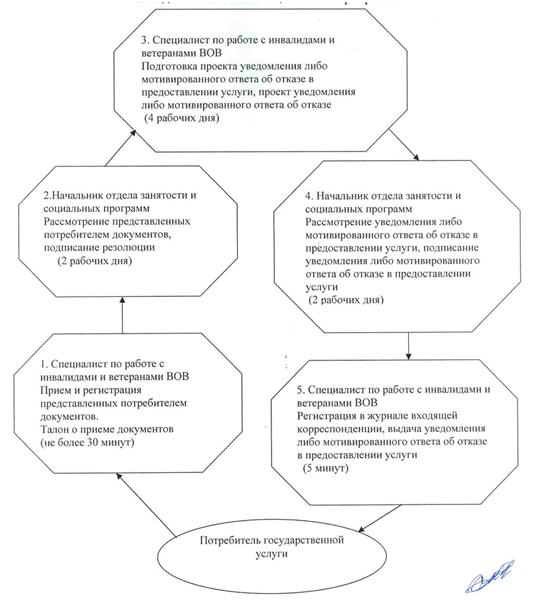 3. Специалист по работе с инвалидами и
ветеранами ВОВ
Подготовка проекта уведомления либо
мотивированного ответа об отказе в
предоставлении услуги, проект уведомления
либо мотивированного ответа об отказе
(4 рабочих дня)
2.Начальник отдела занятости и
социальных программ
Рассмотрение представленных
потребителем документов,
подписание резолюции
(2 рабочих дня)
4. Начальник отдела занятости и
социальных программ
Рассмотрение уведомления либо
мотивированного ответа об отказе в
предоставлении услуги, подписание
уведомления либо мотивированного
ответа об отказе в предоставлении
услуги
(2 рабочих дня)
1. Специалист по работе с
инвалидами и ветеранами ВОВ
Прием и регистрация
представленных потребителем
документов.
Талон о приеме документов
(не более 30 минут)
5. Специалист по работе с инвалидами и
ветеранами ВОВ
Регистрация в журнале входящей
корреспонденции, выдача уведомления
либо мотивированного ответа об отказе
в предоставлении услуги
(5 минут)
Потребитель государственной
услуги